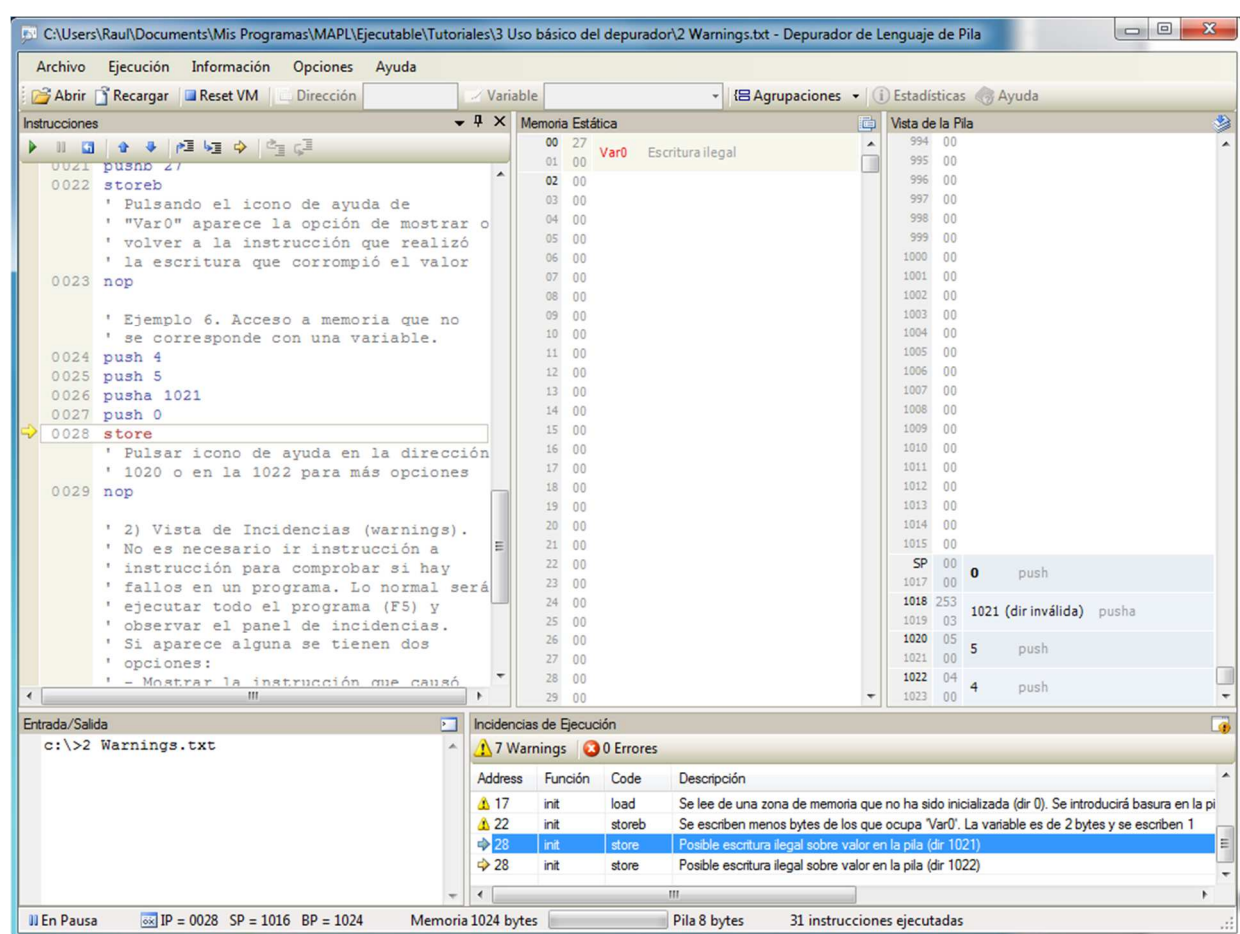 C:\Users\Raul\Documents\Mis Programas\MAPL\Ejecutable\Tutoriales\3 Uso básico del depurador\2 Warnings.txt - Depurador de Lenguaje de Pila
Archivo Ejecución Información Opciones Ayuda
Abrir Recargar Reset VM Dirección Variable Agrupaciones Estadísticas Ayuda
Instrucciones
0021 pushb 27
0022 storeb
' Pulsando el icono de ayuda de
' "Var0" aparece la opción de mostrar o
' volver a la instrucción que realizó
' la escritura que corrompió el valor
0023 nop
' Ejemplo 6. Acceso a memoria que no
' se corresponde con una variable.
0024 push 4
0025 push 5
0026 pusha 1021
0027 push 0
0028 store
' Pulsar icono de ayuda en la dirección
' 1020 o en la 1022 para más opciones
0029 nop
' 2) Vista de Incidencias (warnings).
' No es necesario ir instrucción a
' instrucción para comprobar si hay
' fallos en un programa. Lo normal será
' ejecutar todo el programa (F5) y
' observar el panel de incidencias.
' Si aparece alguna se tienen dos
' opciones:
' - Mostrar la instrucción que causó
Memoria Estática
00 27 Var0 Escritura ilegal
01 00
02 00
03 00
04 00
05 00
06 00
07 00
08 00
09 00
10 00
11 00
12 00
13 00
14 00
15 00
16 00
17 00
18 00
19 00
20 00
21 00
22 00
23 00
24 00
25 00
26 00
27 00
28 00
29 00
Vista de la Pila
994 00
995 00
996 00
997 00
998 00
999 00
1000 00
1001 00
1002 00
1003 00
1004 00
1005 00
1006 00
1007 00
1008 00
1009 00
1010 00
1011 00
1012 00
1013 00
1014 00
1015 00
SP 00 0 push
1017 00
1018 253 1021 (dir inválida) pusha
1019 03
1020 05 5 push
1021 00
1022 04 4 push
1023 00
Entrada/Salida
c:\>2 Warnings.txt
Incidencias de Ejecución
7 Warnings 0 Errores
Address Función Code Descripción
17 init load Se lee de una zona de memoria que no ha sido inicializada (dir 0). Se introducirá basura en la pi
22 init storeb Se escriben menos bytes de los que ocupa 'Var0'. La variable es de 2 bytes y se escriben 1
28 init store Posible escritura ilegal sobre valor en la pila (dir 1021)
28 init store Posible escritura ilegal sobre valor en la pila (dir 1022)
En Pausa IP = 0028 SP = 1016 BP = 1024 Memoria 1024 bytes Pila 8 bytes 31 instrucciones ejecutadas